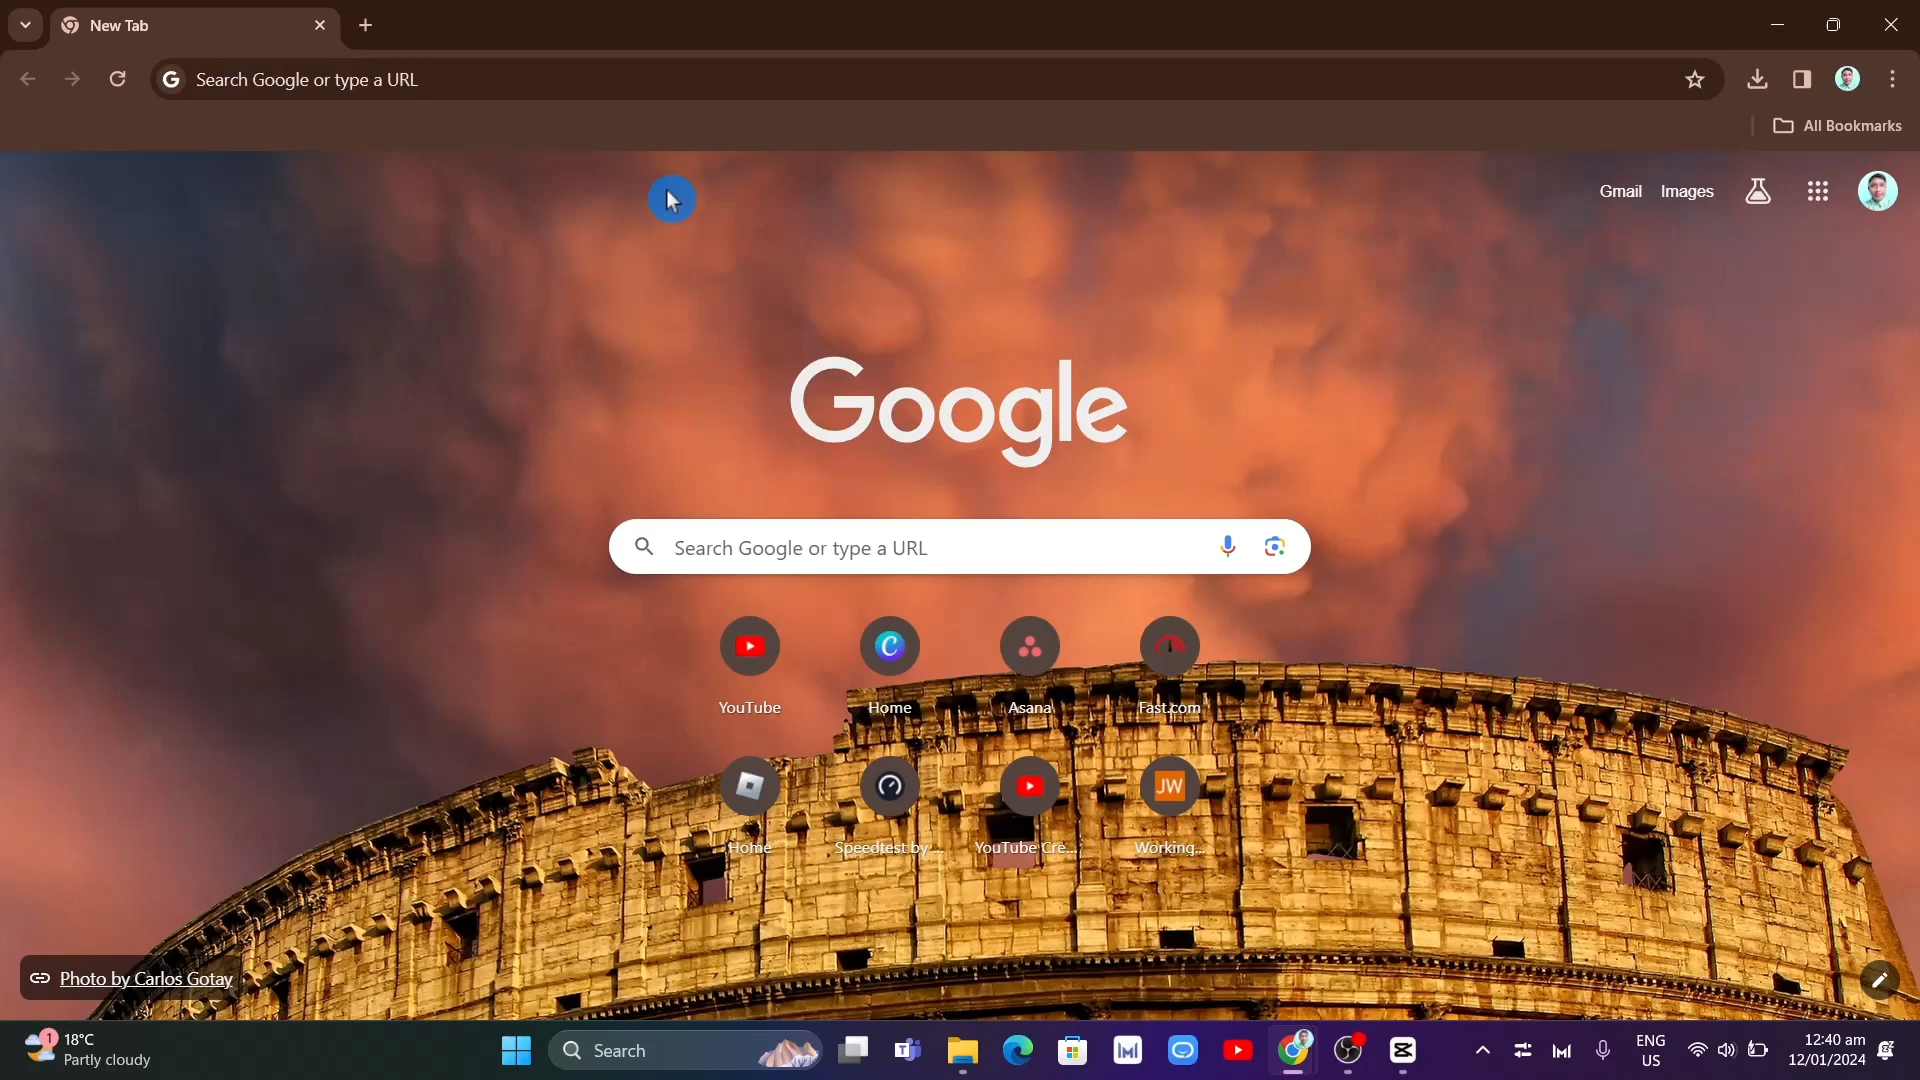 New Tab
Search Google or type a URL
All Bookmarks
Gmail Images
Google
Search Google or type a URL
YouTube Home Asana Fast.com
JW
Home Speedtest by ... YouTube Cre... Working...
Photo by Carlos Gotay
1 18°C
Partly cloudy
Search
ENG
US
12:40 am
12/01/2024